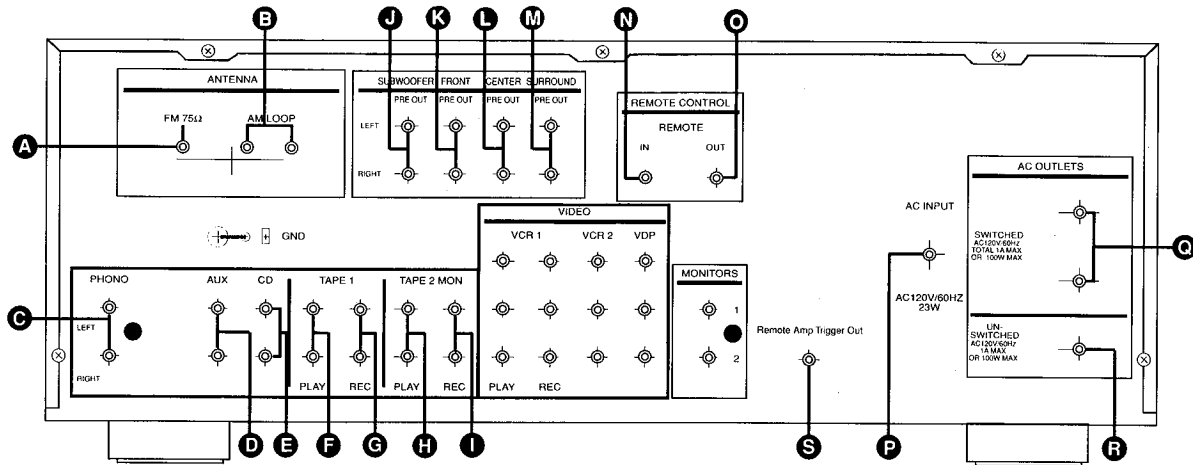 B J K L M N O
ANTENNA
FM 75Ω AM LOOP
A
SUBWOOFER FRONT CENTER SURROUND
PRE OUT PRE OUT PRE OUT PRE OUT
LEFT
RIGHT
REMOTE CONTROL
REMOTE
IN OUT
AC OUTLETS
SWITCHED
AC120V/60Hz
TOTAL 1A MAX
OR 100W MAX
Q
UN-
SWITCHED
AC120V/60Hz
1A MAX
OR 100W MAX
AC INPUT
AC120V/60HZ
23W
GND
VIDEO
VCR 1 VCR 2 VDP
PLAY REC
MONITORS
1
2
Remote Amp Trigger Out
PHONO AUX CD TAPE 1 TAPE 2 MON
C
LEFT
RIGHT
PLAY REC PLAY REC
D E F G H I S P R